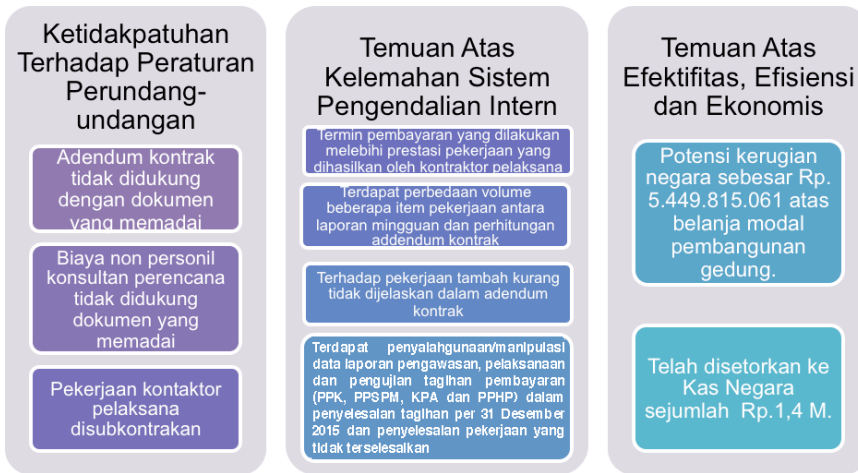 Ketidakpatuhan
Terhadap Peraturan
Perundang-
undangan
Adendum kontrak
tidak didukung
dengan dokumen
yang memadai
Biaya non personil
konsultan perencana
tidak didukung
dokumen yang
memadai
Pekerjaan kontaktor
pelaksana
disubkontrakan
Temuan Atas
Kelemahan Sistem
Pengendalian Intern
Termin pembayaran yang dilakukan
melebihi prestasi pekerjaan yang
dihasilkan oleh kontraktor pelaksana
Terdapat perbedaan volume
beberapa item pekerjaan antara
laporan mingguan dan perhitungan
addendum kontrak
Terhadap pekerjaan tambah kurang
tidak dijelaskan dalam adendum
kontrak
Terdapat penyalahgunaan/manipulasi
data laporan pengawasan, pelaksanaan
dan pengujian tagihan pembayaran
(PPK, PPSPM, KPA dan PPHP) dalam
penyelesaian tagihan per 31 Desember
2015 dan penyelesaian pekerjaan yang
tidak terselesaikan
Temuan Atas
Efektifitas, Efisiensi
dan Ekonomis
Potensi kerugian
negara sebesar Rp.
5.449.815.061 atas
belanja modal
pembangunan
gedung.
Telah disetorkan ke
Kas Negara
sejumlah Rp.1,4 M.